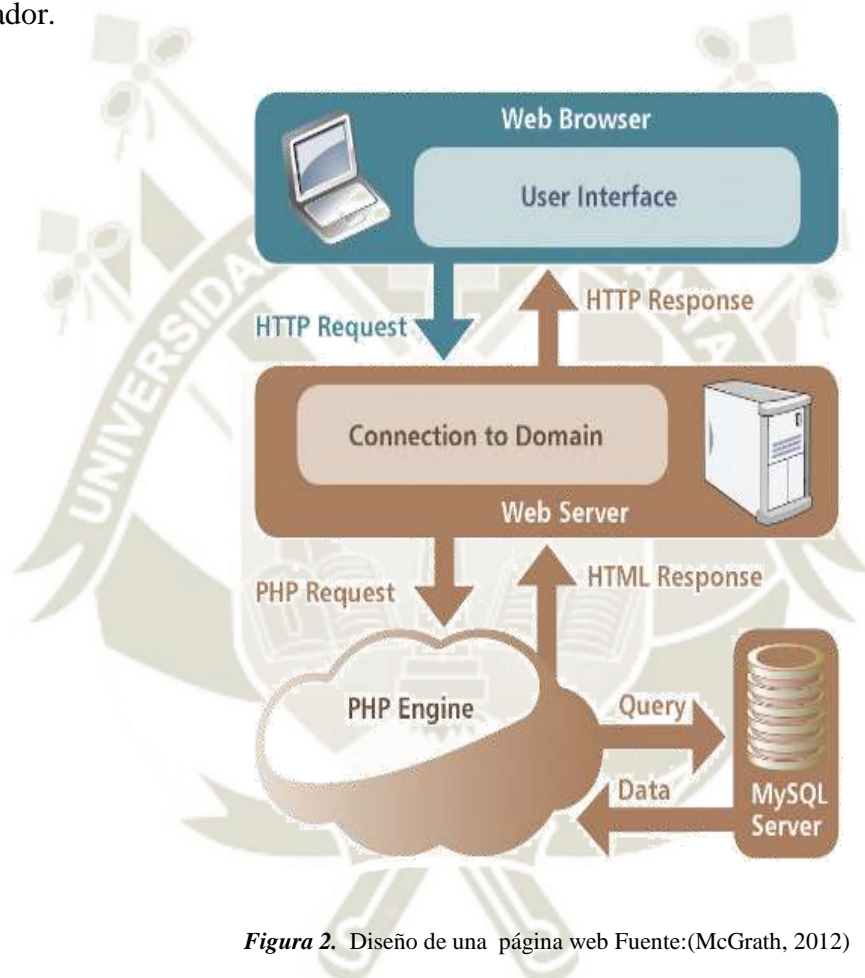 ador.
Web Browser
User Interface
HTTP Request
HTTP Response
Connection to Domain
Web Server
PHP Request
HTML Response
PHP Engine
Query
Data
MySQL
Server
Figura 2. Diseño de una página web Fuente:(McGrath, 2012)